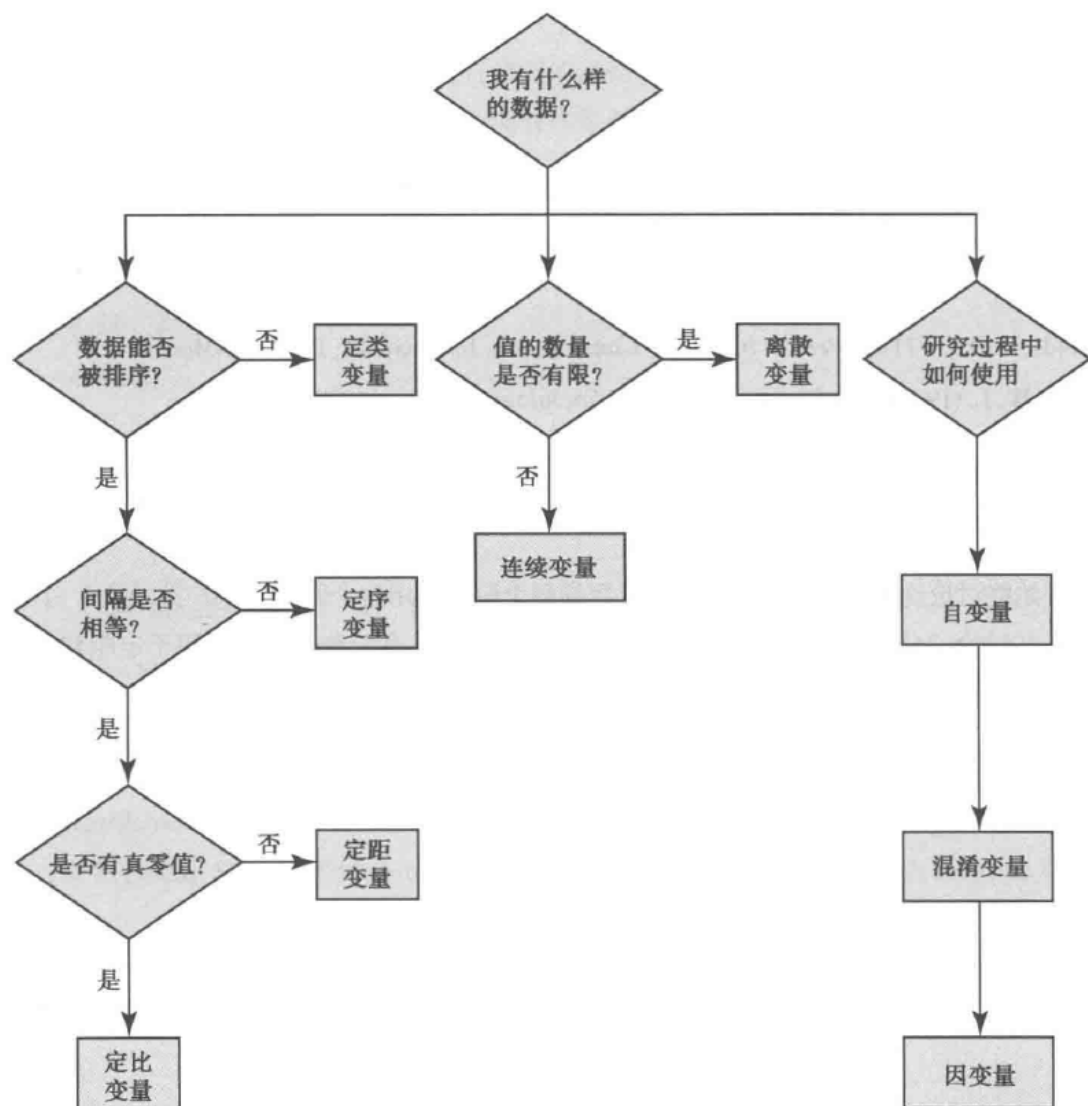 我有什么样
的数据？
数据能否
被排序？
否
定类
变量
值的数量
是否有限？
是
离散
变量
研究过程中
如何使用
是
否
连续变量
间隔是否
相等？
否
定序
变量
自变量
是
是否有真零值？
否
定距
变量
混淆变量
是
定比
变量
因变量